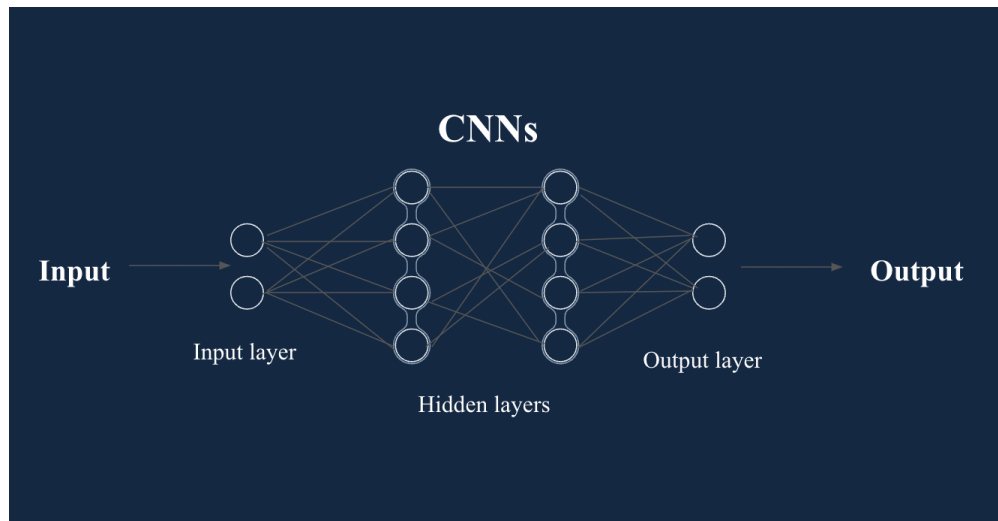 CNNs
Input
Output
Input layer
Output layer
Hidden layers